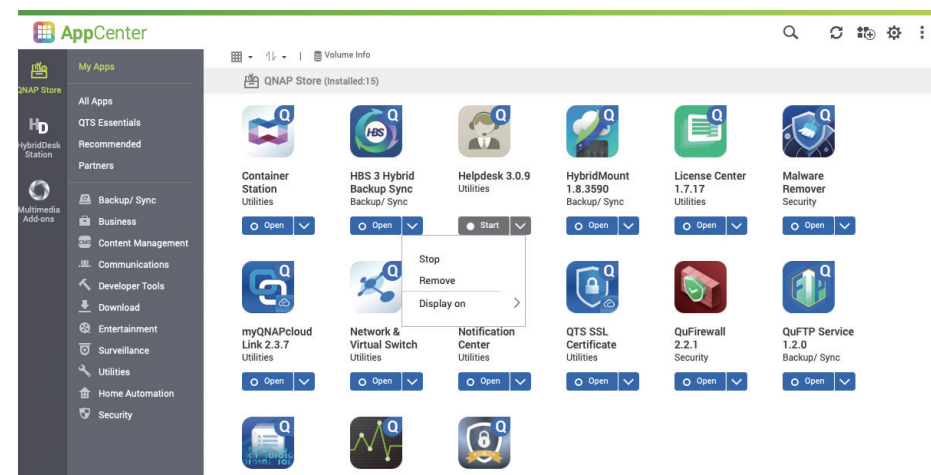 AppCenter
QNAP Store
HybridDesk
Station
Multimedia
Add-ons
My Apps
All Apps
QTS Essentials
Recommended
Partners
Backup/ Sync
Business
Content Management
Communications
Developer Tools
Download
Entertainment
Surveillance
Utilities
Home Automation
Security
Volume Info
QNAP Store (Installed:15)
Container
Station
Utilities
Open
HBS 3 Hybrid
Backup Sync
Backup/ Sync
Open
Helpdesk 3.0.9
Utilities
Start
HybridMount
1.8.3590
Backup/ Sync
Open
License Center
1.7.17
Utilities
Open
Malware
Remover
Security
Open
Stop
Remove
Display on
myQNAPcloud
Link 2.3.7
Utilities
Open
Network &
Virtual Switch
Utilities
Open
Notification
Center
Utilities
Open
QTS SSL
Certificate
Utilities
Open
QuFirewall
2.2.1
Security
Open
QuFTP Service
1.2.0
Backup/ Sync
Open